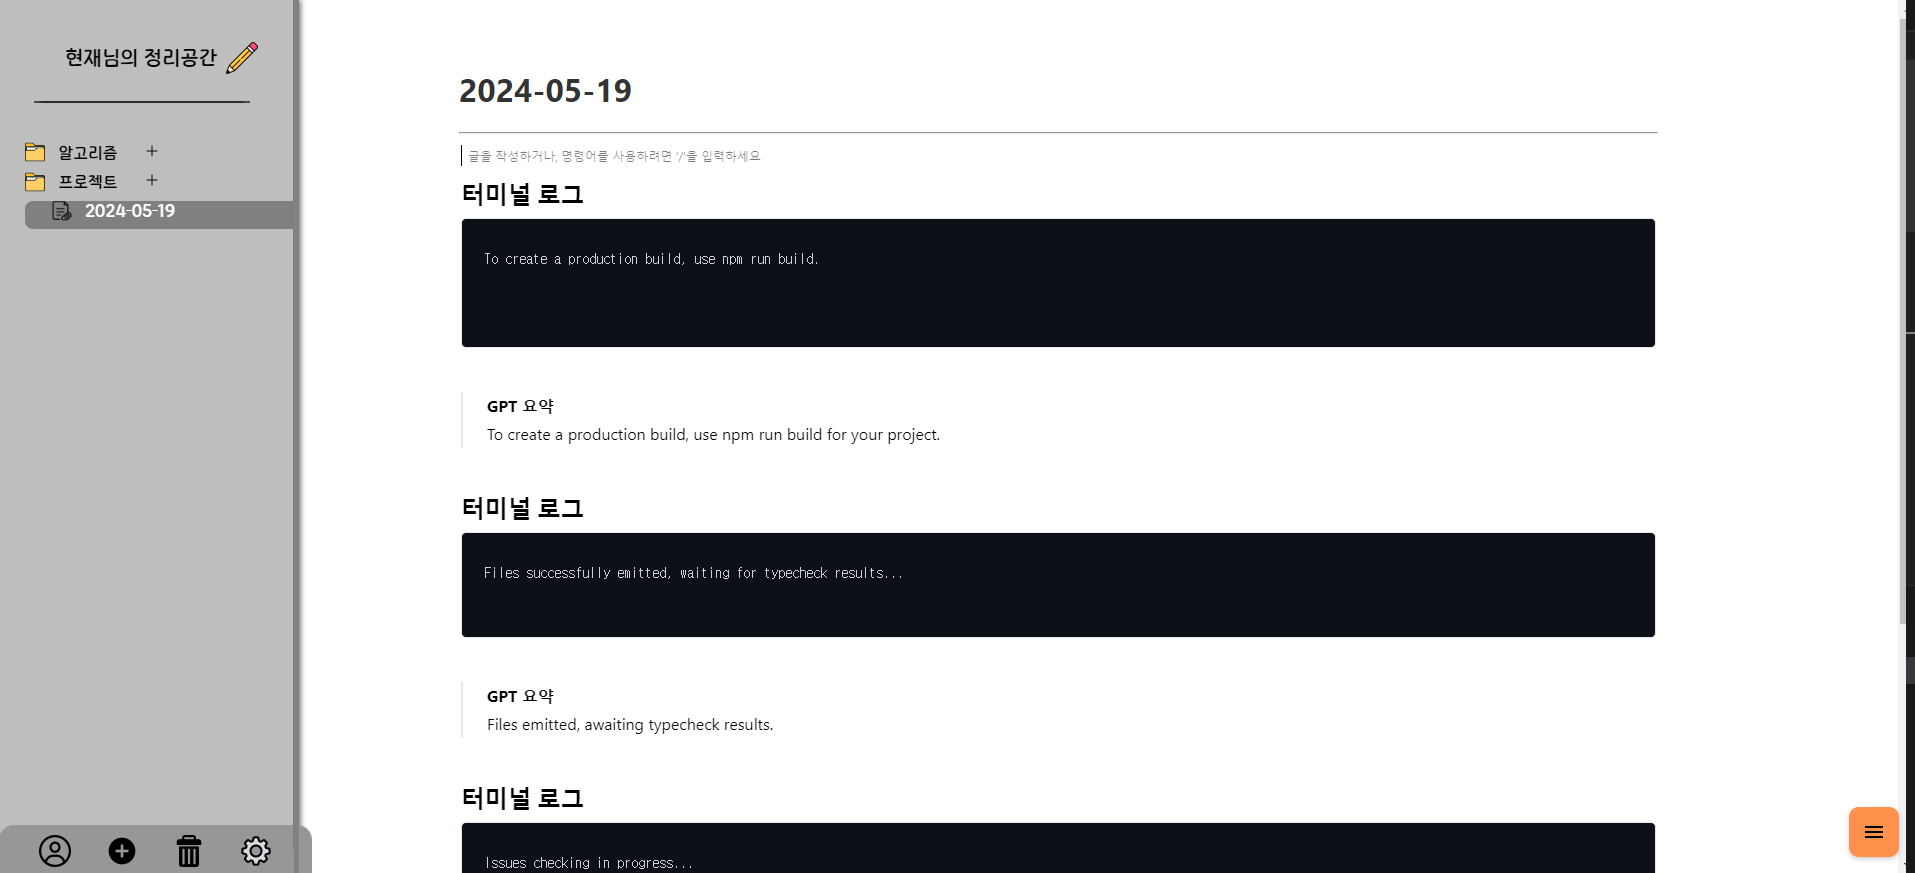 현재님의 정리공간
알고리즘 +
프로젝트 +
2024-05-19
2024-05-19
글을 작성하거나, 명령어를 사용하려면 '/'을 입력하세요
터미널 로그
To create a production build, use npm run build.
GPT 요약
To create a production build, use npm run build for your project.
터미널 로그
Files successfully emitted, waiting for typecheck results...
GPT 요약
Files emitted, awaiting typecheck results.
터미널 로그
Issues checking in progress...